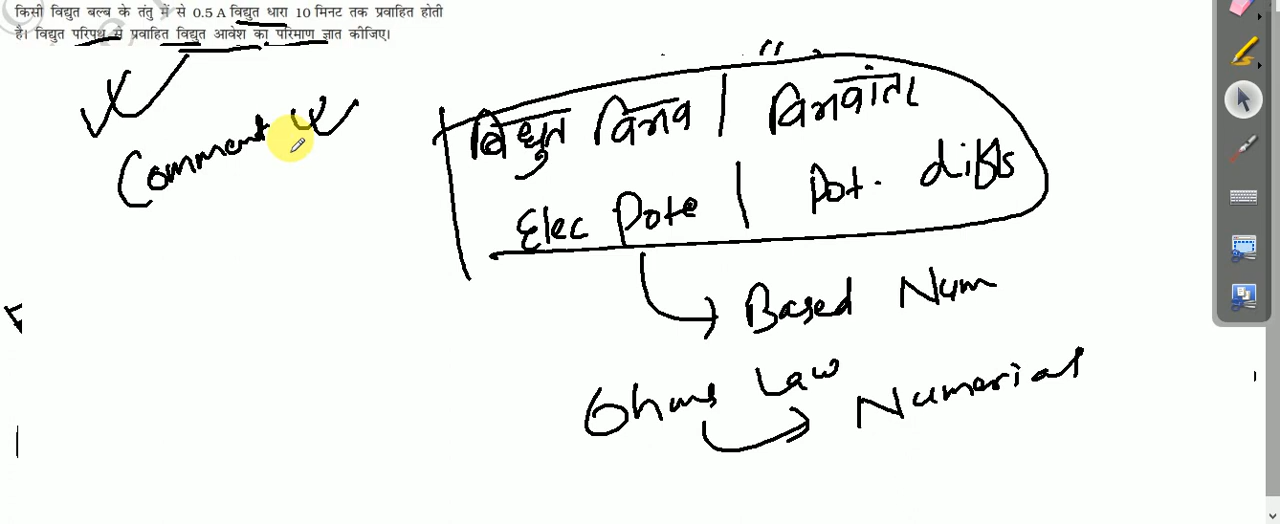 किसी विद्युत बल्ब के तंतु में से 0.5 A विद्युत धारा 10 मिनट तक प्रवाहित होती
है। विद्युत परिपथ से प्रवाहित विद्युत आवेश का परिमाण ज्ञात कीजिए।
Comment
विद्युत विभव | विभवांतर
Elec Pote | Pot. diffs
Based Num
Ohms Law
Numerial